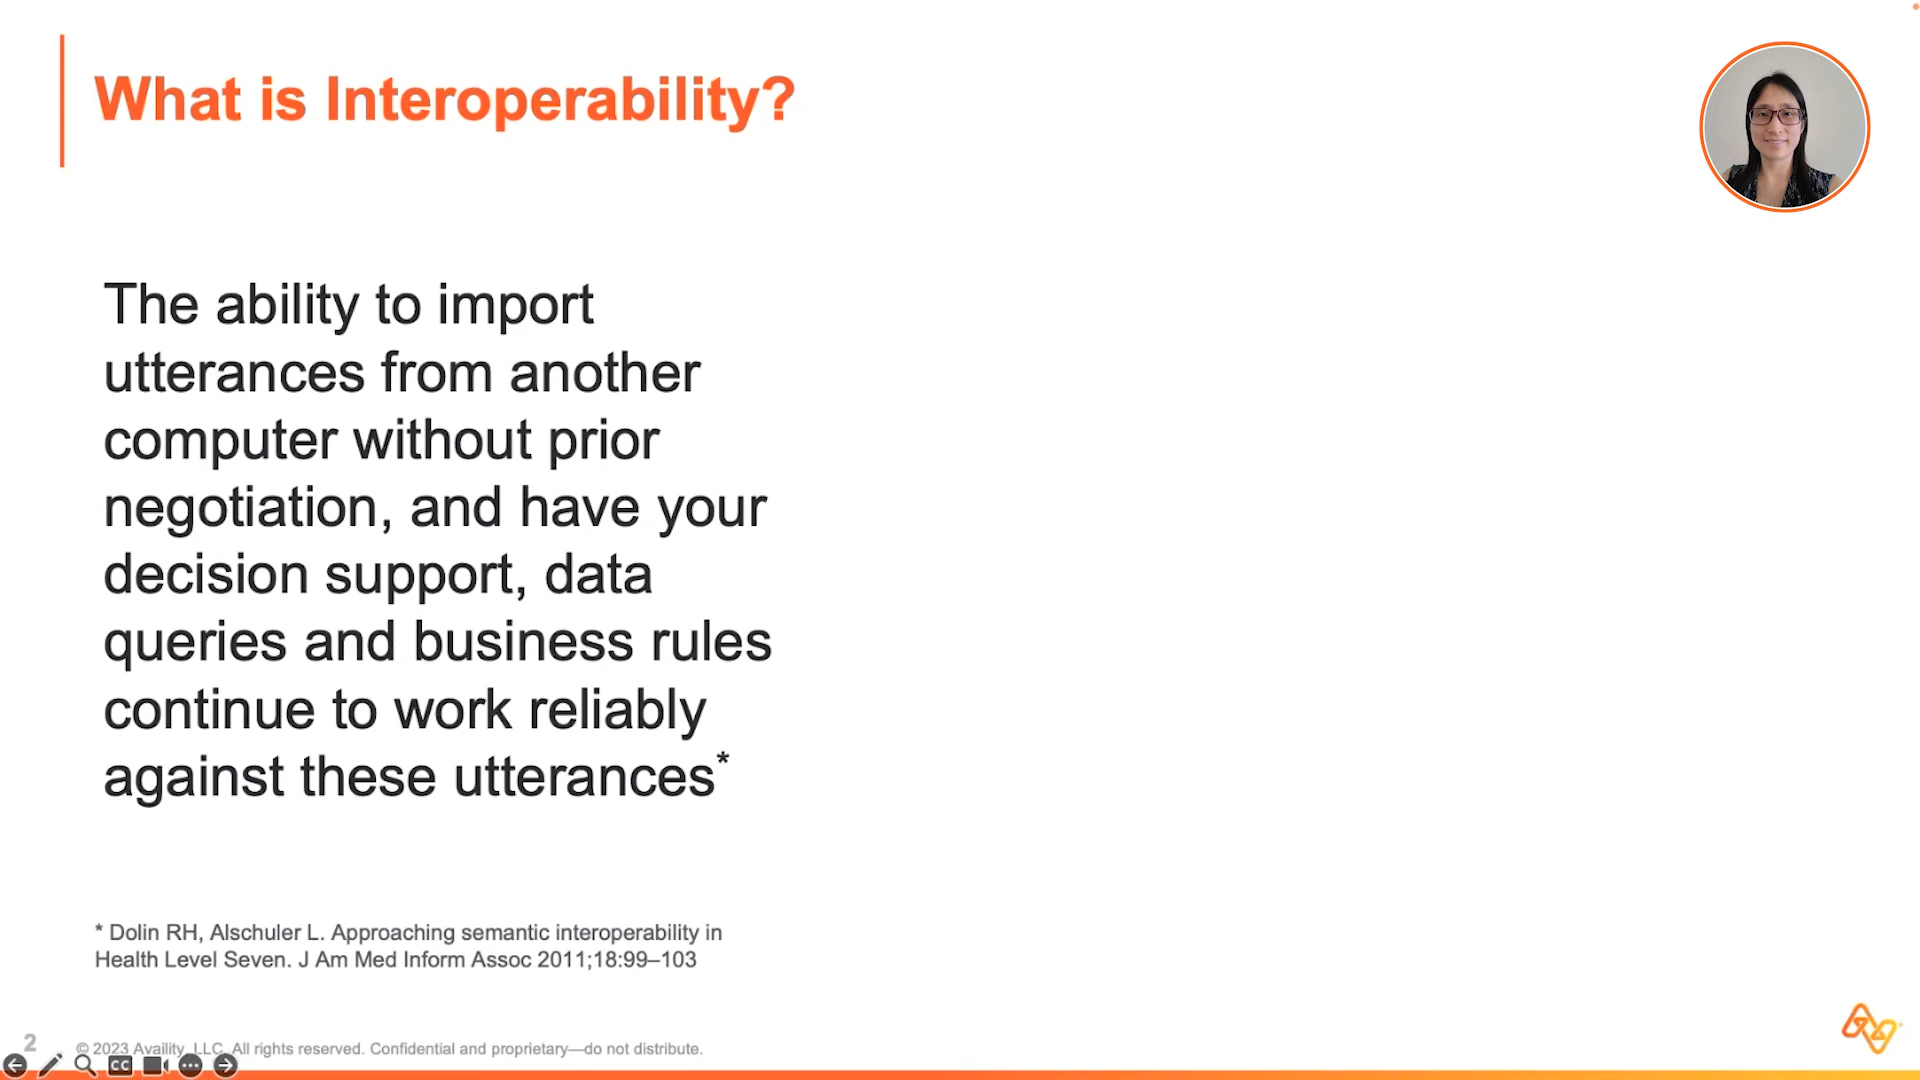 What is Interoperability?
The ability to import
utterances from another
computer without prior
negotiation, and have your
decision support, data
queries and business rules
continue to work reliably
against these utterances*
* Dolin RH, Alschuler L. Approaching semantic interoperability in
Health Level Seven. J Am Med Inform Assoc 2011;18:99–103
2
© 2023 Availity, LLC. All rights reserved. Confidential and proprietary—do not distribute.
CC